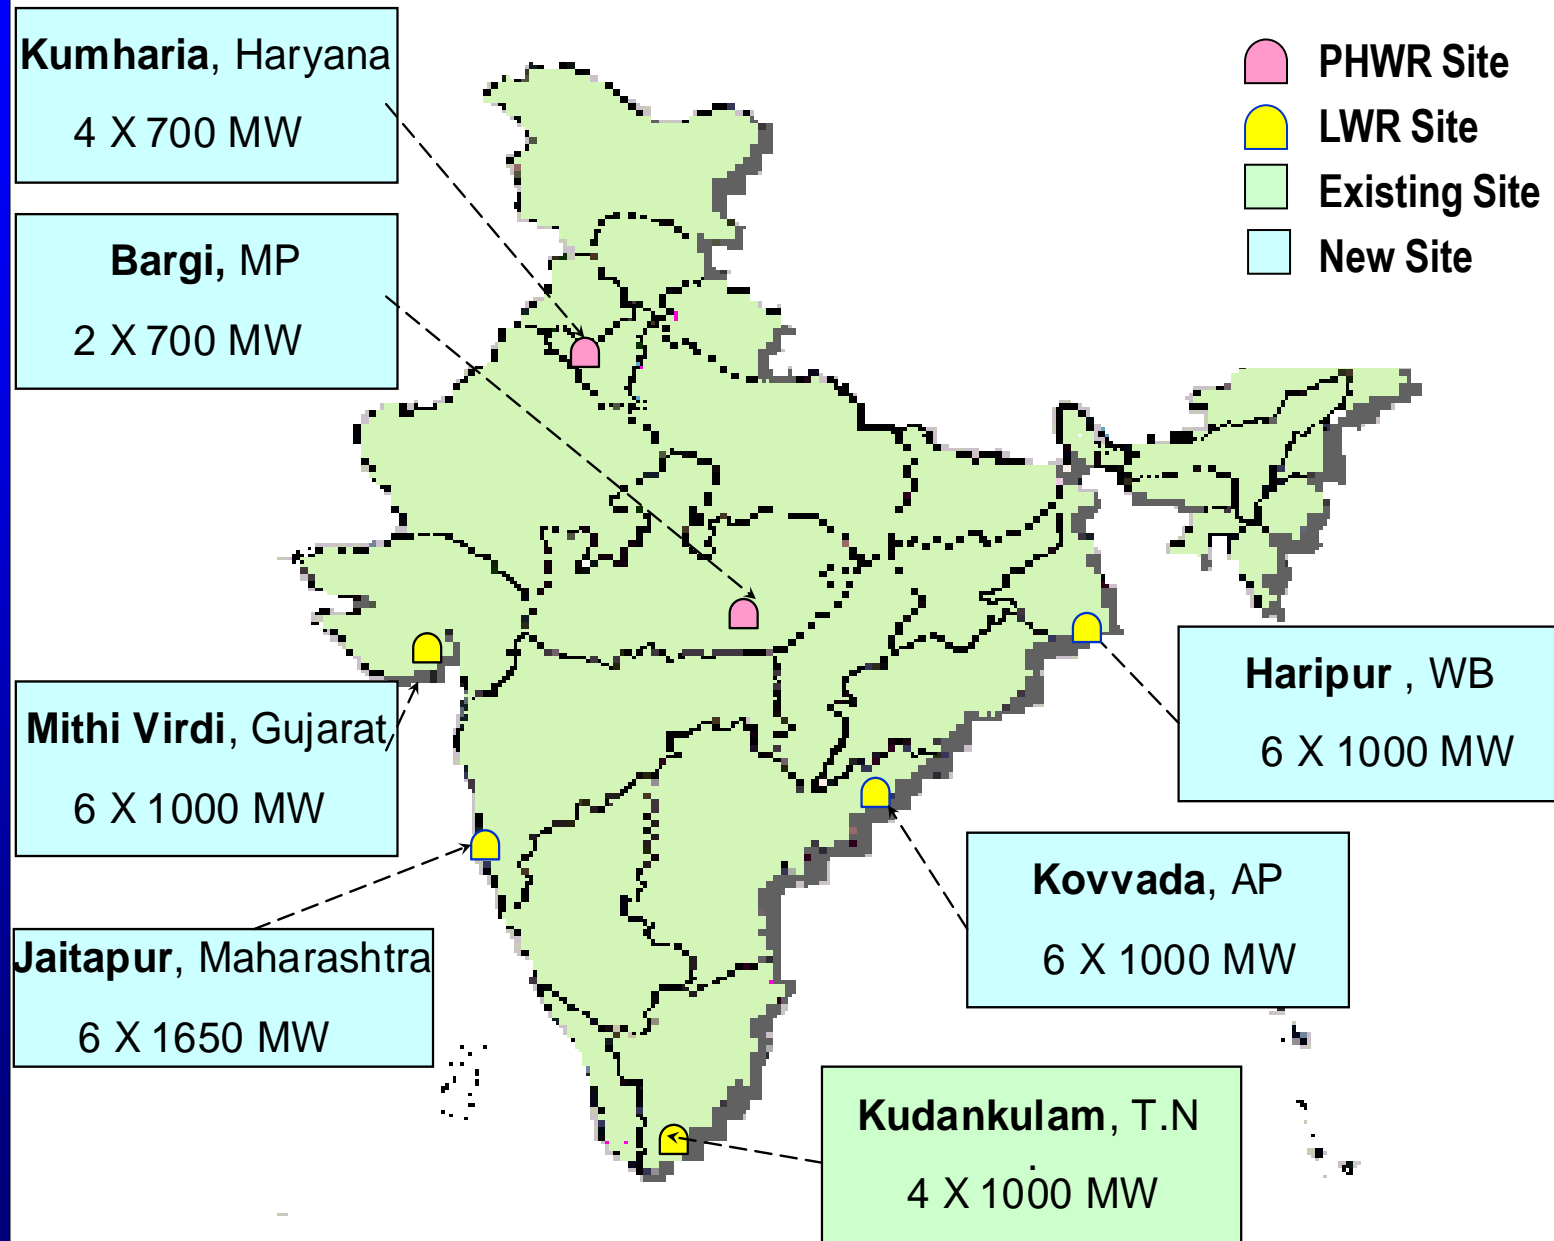 Kumharia, Haryana
4 X 700 MW
Bargi, MP
2 X 700 MW
PHWR Site
LWR Site
Existing Site
New Site
Mithi Virdi, Gujarat
6 X 1000 MW
Haripur , WB
6 X 1000 MW
Jaitapur, Maharashtra
6 X 1650 MW
Kovvada, AP
6 X 1000 MW
Kudankulam, T.N
.
4 X 1000 MW